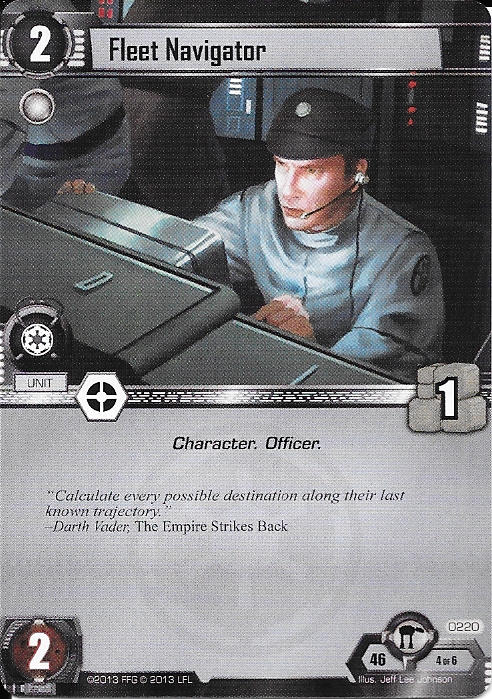 2
Fleet Navigator
UNIT
1
Character. Officer.
"Calculate every possible destination along their last
known trajectory."
–Darth Vader, The Empire Strikes Back
2
0220
46
4 of 6
©2013 FFG © 2013 LFL
Illus. Jeff Lee Johnson